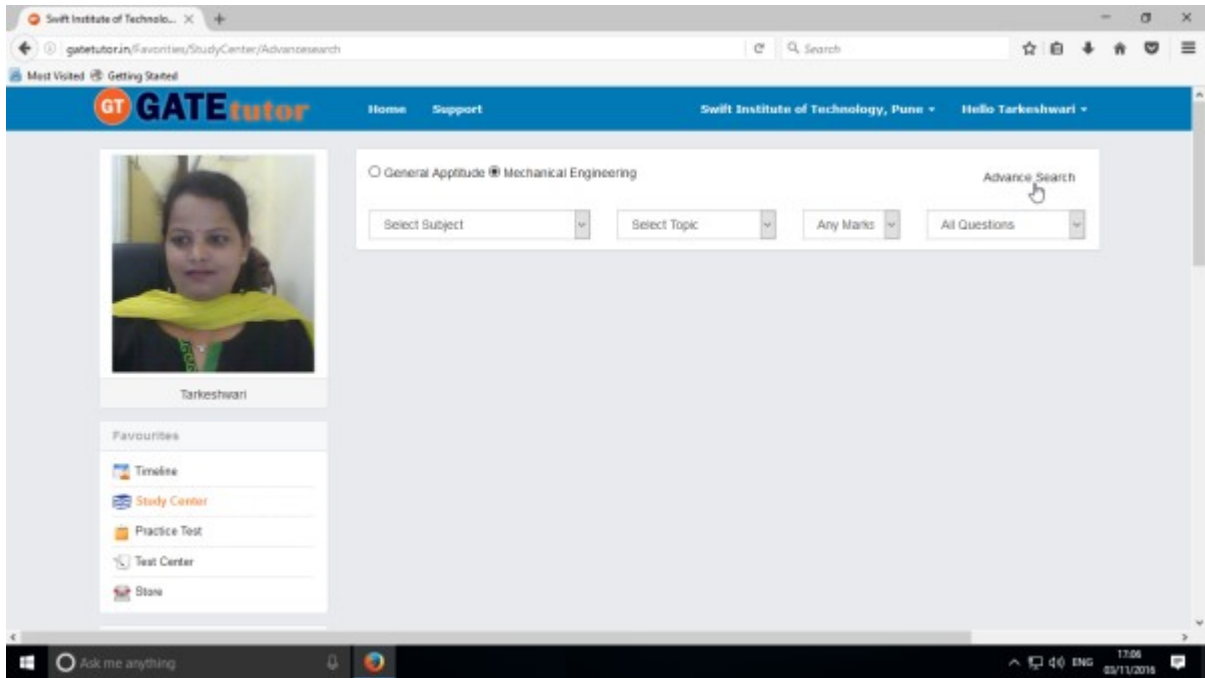 Swift Institute of Technolo...
gatetutor.in/Favorities/StudyCenter/Advancesearch
Search
Most Visited Getting Started
GT GATEtutor Home Support Swift Institute of Technology, Pune Hello Tarkeshwari
General Apptitude Mechanical Engineering
Advance Search
Select Subject Select Topic Any Marks All Questions
Tarkeshwari
Favourites
Timeline
Study Center
Practice Test
Test Center
Store
Ask me anything
ENG 17:06
03/11/2016